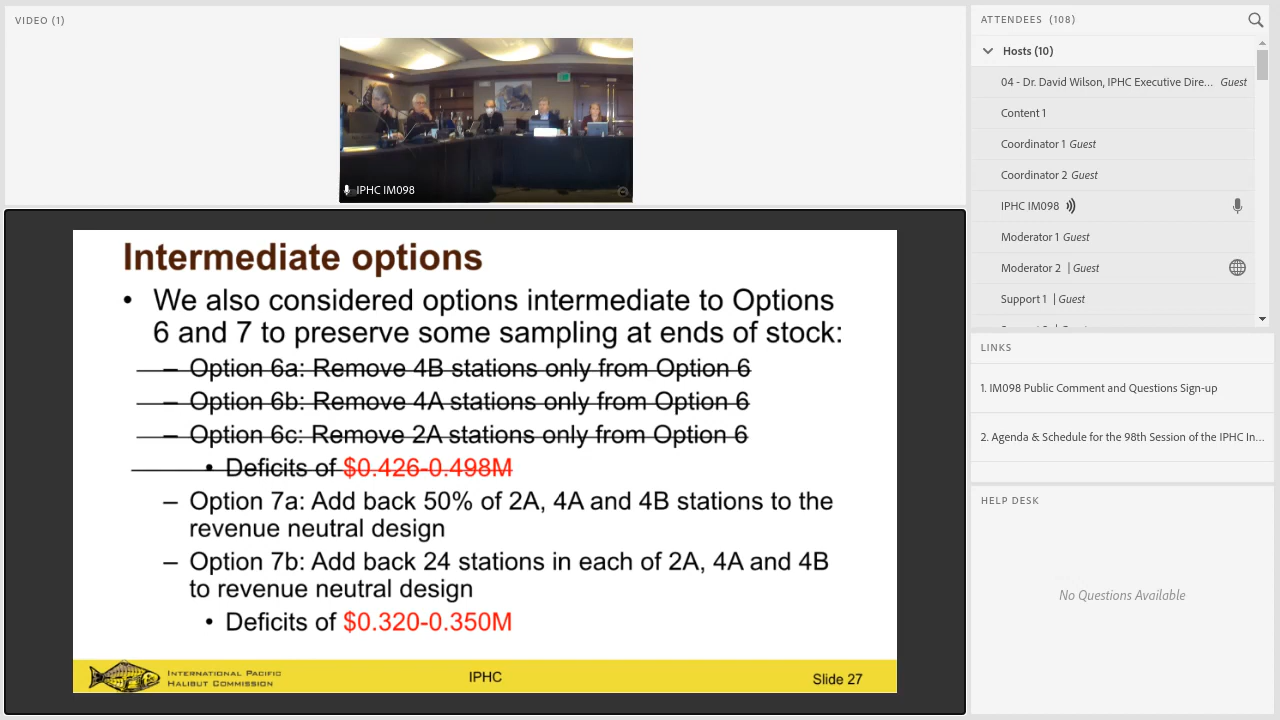 VIDEO (1)
IPHC IM098
Intermediate options
• We also considered options intermediate to Options
6 and 7 to preserve some sampling at ends of stock:
– Option 6a: Remove 4B stations only from Option 6
– Option 6b: Remove 4A stations only from Option 6
– Option 6c: Remove 2A stations only from Option 6
• Deficits of $0.426-0.498M
– Option 7a: Add back 50% of 2A, 4A and 4B stations to the
revenue neutral design
– Option 7b: Add back 24 stations in each of 2A, 4A and 4B
to revenue neutral design
• Deficits of $0.320-0.350M
INTERNATIONAL PACIFIC
HALIBUT COMMISSION
IPHC
Slide 27
ATTENDEES (108)
Hosts (10)
04 - Dr. David Wilson, IPHC Executive Dire... Guest
Content 1
Coordinator 1 Guest
Coordinator 2 Guest
IPHC IM098
Moderator 1 Guest
Moderator 2 | Guest
Support 1 | Guest
LINKS
1. IM098 Public Comment and Questions Sign-up
2. Agenda & Schedule for the 98th Session of the IPHC In...
HELP DESK
No Questions Available